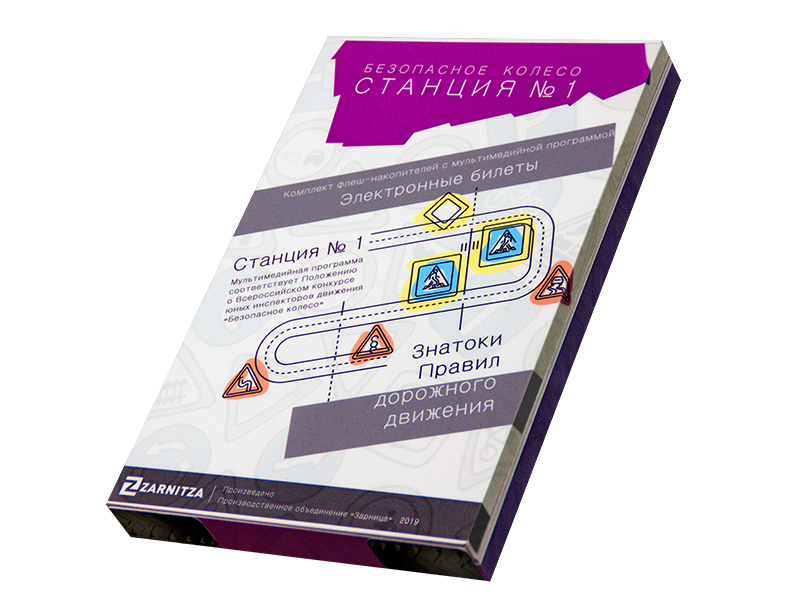 БЕЗОПАСНОЕ КОЛЕСО
СТАНЦИЯ № 1
Комплект флеш-накопителей с мультимедийной программой
Электронные билеты
Станция № 1
Мультимедийная программа
соответствует Положению
о Всероссийском конкурсе
юных инспекторов движения
«Безопасное колесо»
Знатоки
Правил
дорожного
движения
ZARNITZA
Произведено
Производственное объединение «Зарница" 2019